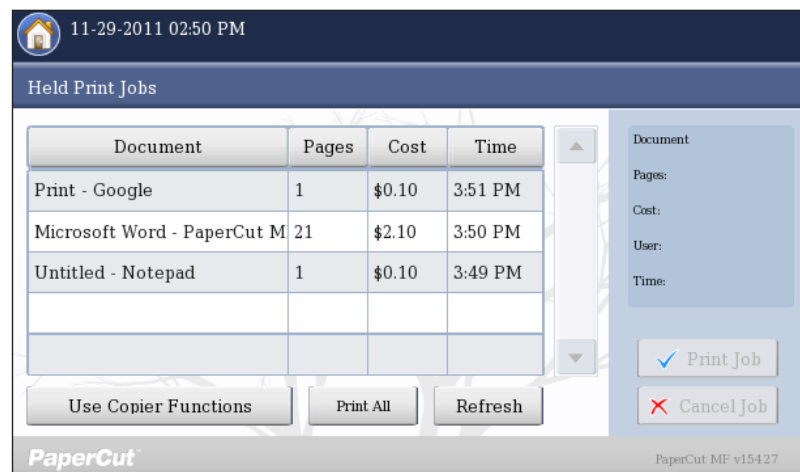 11-29-2011 02:50 PM
Held Print Jobs
Document Pages Cost Time
Print - Google 1 $0.10 3:51 PM
Microsoft Word - PaperCut M 21 $2.10 3:50 PM
Untitled - Notepad 1 $0.10 3:49 PM
Use Copier Functions Print All Refresh
Document
Pages:
Cost:
User:
Time:
Print Job
Cancel Job
PaperCut
PaperCut MF v15427